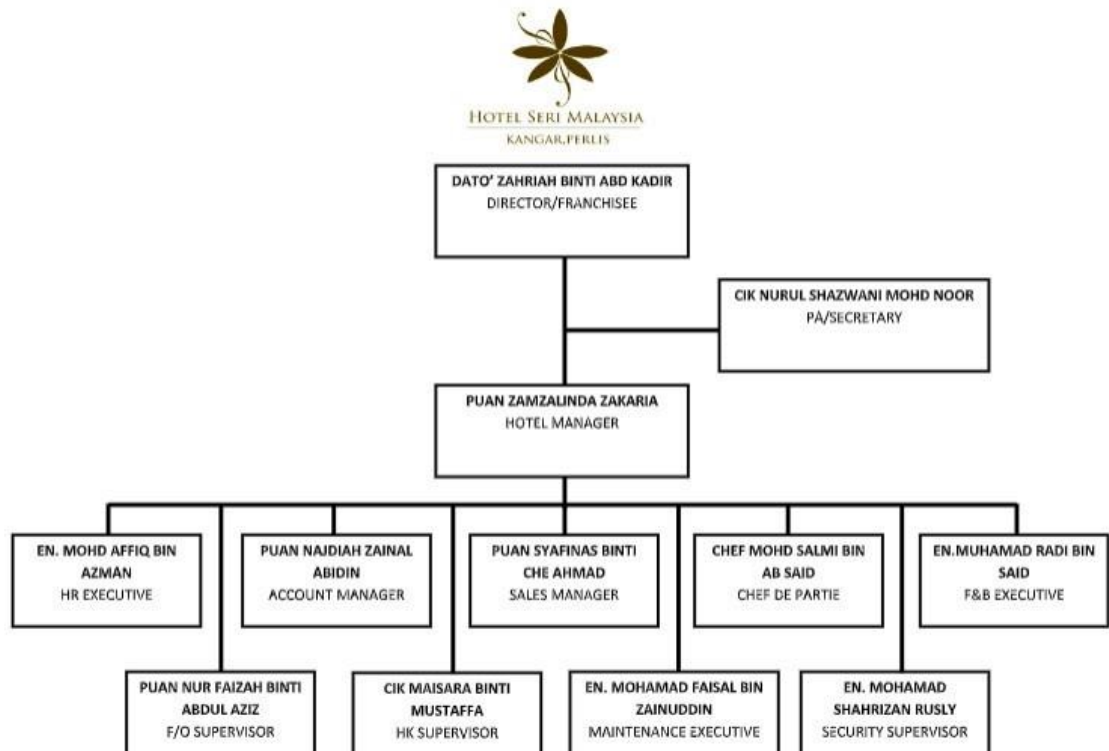 HOTEL SERI MALAYSIA
KANGAR,PERLIS
DATO' ZAHRIAH BINTI ABD KADIR
DIRECTOR/FRANCHISEE
CIK NURUL SHAZWANI MOHD NOOR
PA/SECRETARY
PUAN ZAMZALINDA ZAKARIA
HOTEL MANAGER
EN. MOHD AFFIQ BIN
AZMAN
HR EXECUTIVE
PUAN NAJDIAH ZAINAL
ABIDIN
ACCOUNT MANAGER
PUAN SYAFINAS BINTI
CHE AHMAD
SALES MANAGER
CHEF MOHD SALMI BIN
AB SAID
CHEF DE PARTIE
EN.MUHAMAD RADI BIN
SAID
F&B EXECUTIVE
PUAN NUR FAIZAH BINTI
ABDUL AZIZ
F/O SUPERVISOR
CIK MAISARA BINTI
MUSTAFFA
HK SUPERVISOR
EN. MOHAMAD FAISAL BIN
ZAINUDDIN
MAINTENANCE EXECUTIVE
EN. MOHAMAD
SHAHRIZAN RUSLY
SECURITY SUPERVISOR